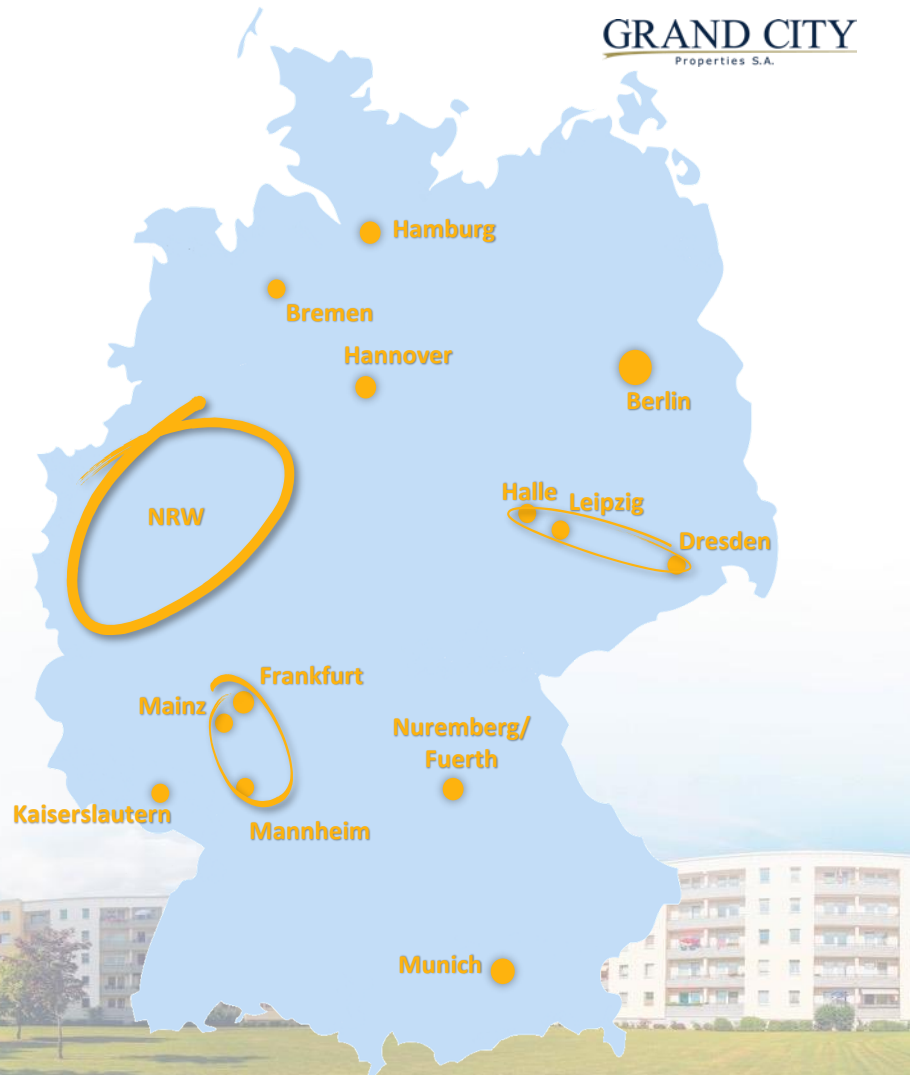 GRAND CITY
Properties S.A.
Hamburg
Bremen
Hannover
Berlin
NRW
Halle
Leipzig
Dresden
Frankfurt
Mainz
Nuremberg/
Fuerth
Kaiserslautern
Mannheim
Munich